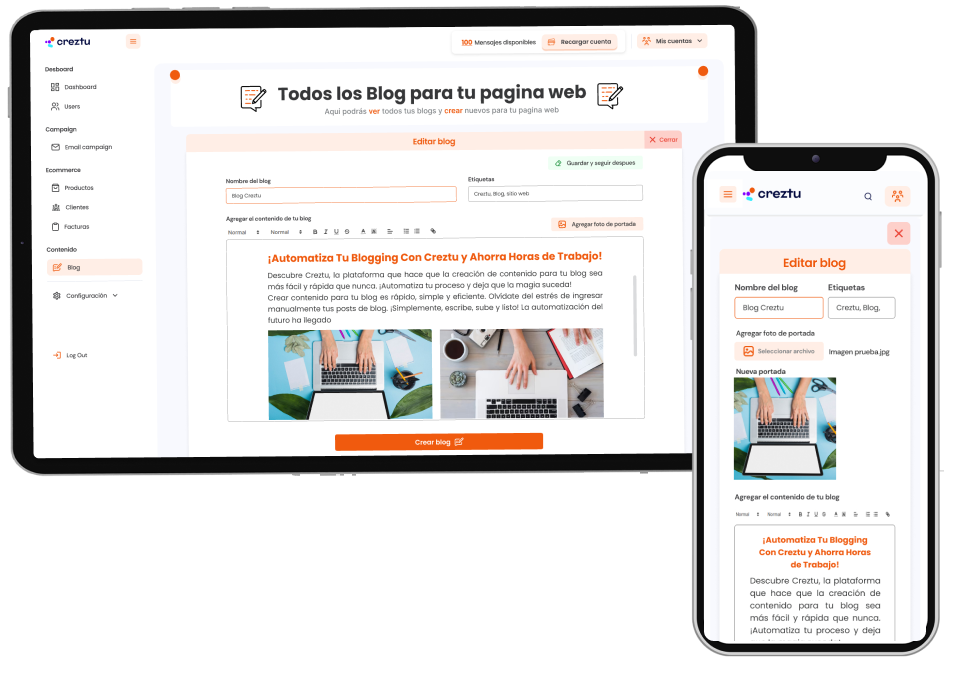 creztu
100 Mensajes disponibles
Recargar cuenta
Mis cuentas
Desboard
Dashboard
Users
Campaign
Email campaign
Ecommerce
Productos
Clientes
Facturas
Contenido
Blog
Configuración
Log Out
Todos los Blog para tu pagina web
Aqui podrás ver todos tus blogs y crear nuevos para tu pagina web
Editar blog
Cerrar
Guardar y seguir despues
Nombre del blog
Etiquetas
Blog Creztu
Creztu, Blog, sitio web
Agregar el contenido de tu blog
Agregar foto de portada
Normal Normal B I U S A
¡Automatiza Tu Blogging Con Creztu y Ahorra Horas de Trabajo!
Descubre Creztu, la plataforma que hace que la creación de contenido para tu blog sea
más fácil y rápida que nunca. ¡Automatiza tu proceso y deja que la magia suceda!
Crear contenido para tu blog es rápido, simple y eficiente. Olvidate del estrés de ingresar
manualmente tus posts de blog. ¡Simplemente, escribe, sube y listo! La automatización del
futuro ha llegado
Crear blog
creztu
Editar blog
Nombre del blog
Etiquetas
Blog Creztu
Creztu, Blog,
Agregar foto de portada
Seleccionar archivo
Imagen prueba.jpg
Nueva portada
Agregar el contenido de tu blog
Normal Normal B I U S A
¡Automatiza Tu Blogging
Con Creztu y Ahorra Horas
de Trabajo!
Descubre Creztu, la plataforma
que hace que la creación de
contenido para tu blog sea
más fácil y rápida que nunca.
¡Automatiza tu proceso y deja